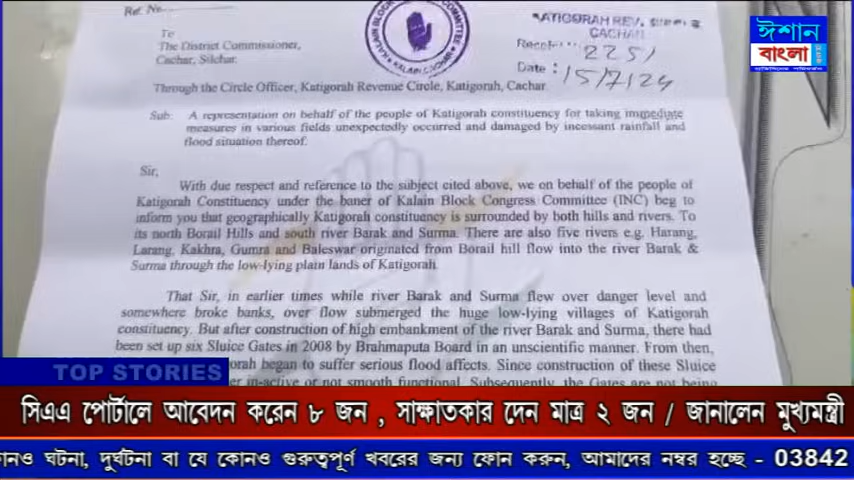 Ref. No.
KALAIN BLOCK COMMITTEE
KALAIN CACHAR
KATIGORAH REV.
CACHAR
Receipt
2251
Date : 15/7/24
ঈশান
বাংলা
To
The District Commissioner,
Cachar, Silchar.
Through the Circle Officer, Katigorah Revenue Circle, Katigorah, Cachar
Sub: A representation on behalf of the people of Katigorah constituency for taking immediate
measures in various fields unexpectedly occurred and damaged by incessant rainfall and
flood situation thereof.
Sir,
With due respect and reference to the subject cited above, we on behalf of the people of
Katigorah Constituency under the baner of Kalain Block Congress Committee (INC) beg to
inform you that geographically Katigorah constituency is surrounded by both hills and rivers. To
its north Borail Hills and south river Barak and Surma. There are also five rivers e.g. Harang,
Larang, Kakhra, Gumra and Baleswar originated from Borail hill flow into the river Barak &
Surma through the low-lying plain lands of Katigorah.
That Sir, in earlier times while river Barak and Surma flew over danger level and
somewhere broke banks, over flow submerged the huge low-lying villages of Katigorah
constituency. But after construction of high embankment of the river Barak and Surma, there had
been set up six Sluice Gates in 2008 by Brahmaputa Board in an unscientific manner. From then,
orah began to suffer serious flood affects. Since construction of these Sluice
er in-active or not smooth functional. Subsequently, the Gates are not being
TOP STORIES
সিএএ পোর্টালে আবেদন করেন ৮ জন , সাক্ষাতকার দেন মাত্র ২ জন / জানালেন মুখ্যমন্ত্রী
কোনও ঘটনা, দুর্ঘটনা বা যে কোনও গুরুত্বপূর্ণ খবরের জন্য ফোন করুন, আমাদের নম্বর হচ্ছে - 03842